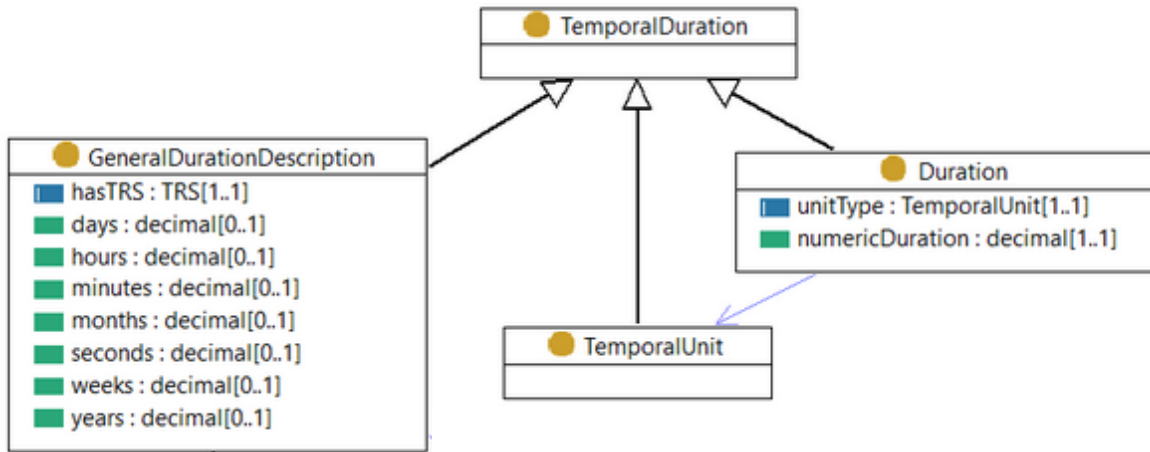 TemporalDuration
GeneralDurationDescription
hasTRS : TRS[1..1]
days : decimal[0..1]
hours : decimal[0..1]
minutes : decimal[0..1]
months : decimal[0..1]
seconds : decimal[0..1]
weeks : decimal[0..1]
years : decimal[0..1]
Duration
unitType : TemporalUnit[1..1]
numericDuration : decimal[1..1]
TemporalUnit